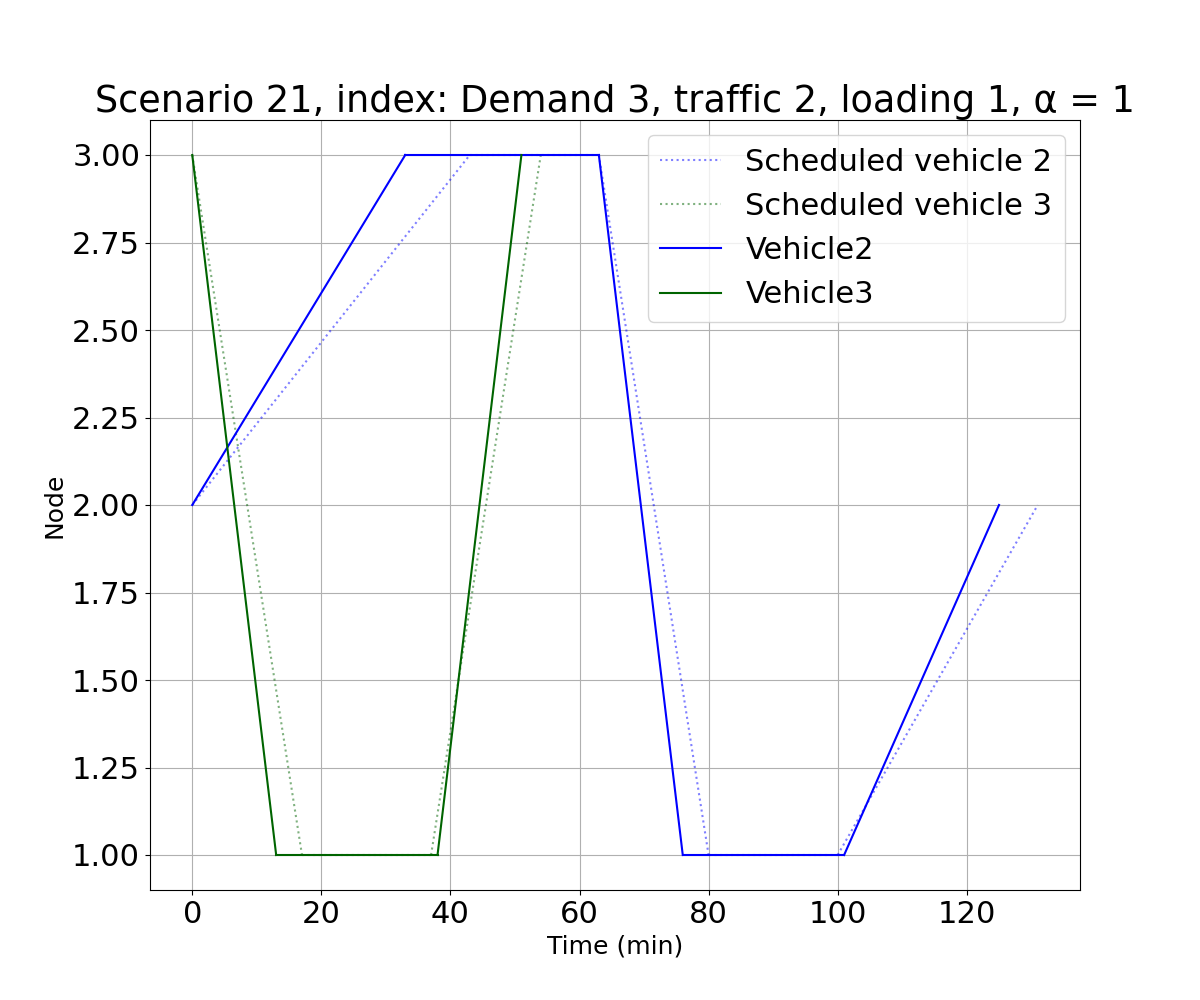 Scenario 21, index: Demand 3, traffic 2, loading 1, α = 1
3.00
2.75
2.50
2.25
2.00
1.75
1.50
1.25
1.00
Node
Scheduled vehicle 2
Scheduled vehicle 3
Vehicle2
Vehicle3
0 20 40 60 80 100 120
Time (min)